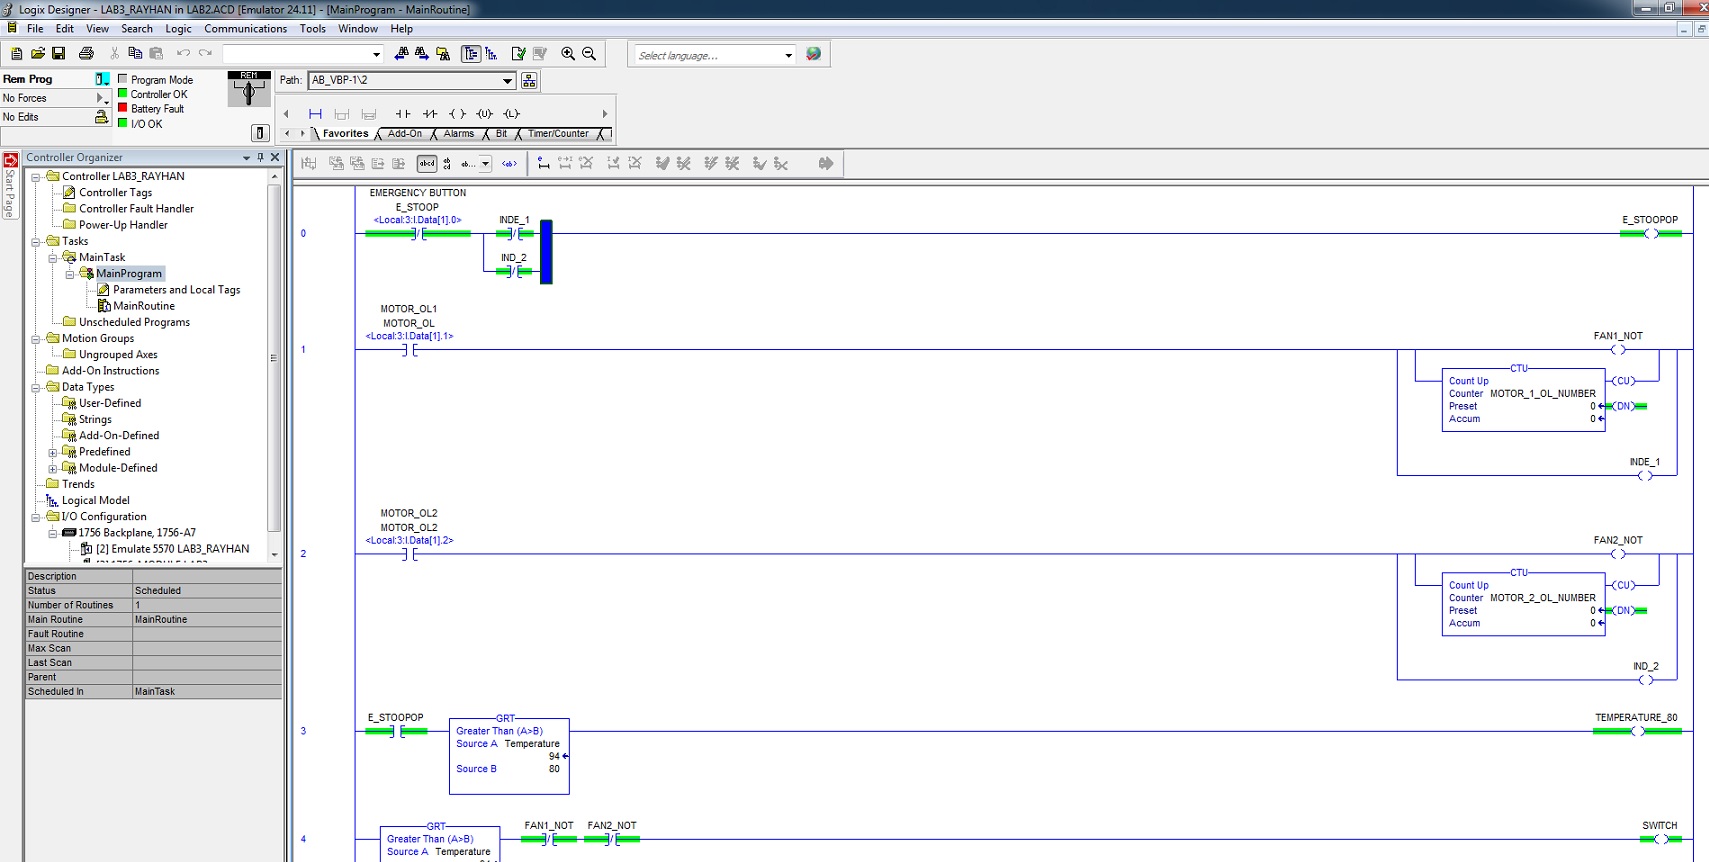 Logix Designer - LAB3_RAYHAN in LAB2.ACD [Emulator 24.11] - [MainProgram - MainRoutine]
File Edit View Search Logic Communications Tools Window Help
Select language...
Rem Prog
No Forces
No Edits
Program Mode
Controller OK
Battery Fault
I/O OK
REM
Path: AB_VBP-1\2
Favorites Add-On Alarms Bit Timer/Counter
Start Page
Controller Organizer
Controller LAB3_RAYHAN
Controller Tags
Controller Fault Handler
Power-Up Handler
Tasks
MainTask
MainProgram
Parameters and Local Tags
MainRoutine
Unscheduled Programs
Motion Groups
Ungrouped Axes
Add-On Instructions
Data Types
User-Defined
Strings
Add-On-Defined
Predefined
Module-Defined
Trends
Logical Model
I/O Configuration
1756 Backplane, 1756-A7
[2] Emulate 5570 LAB3_RAYHAN
Description
Status Scheduled
Number of Routines 1
Main Routine MainRoutine
Fault Routine
Max Scan
Last Scan
Parent
Scheduled In MainTask
EMERGENCY BUTTON
E_STOOP
<Local:3:I.Data[1].0>
INDE_1
IND_2
E_STOOPOP
0
MOTOR_OL1
MOTOR_OL
<Local:3:I.Data[1].1>
1
FAN1_NOT
CTU
Count Up
Counter MOTOR_1_OL_NUMBER
Preset 0
Accum 0
CU
DN
INDE_1
MOTOR_OL2
MOTOR_OL2
<Local:3:I.Data[1].2>
2
FAN2_NOT
CTU
Count Up
Counter MOTOR_2_OL_NUMBER
Preset 0
Accum 0
CU
DN
IND_2
3
E_STOOPOP
GRT
Greater Than (A>B)
Source A Temperature
94
Source B 80
TEMPERATURE_80
4
GRT
Greater Than (A>B)
Source A Temperature
FAN1_NOT
FAN2_NOT
SWITCH